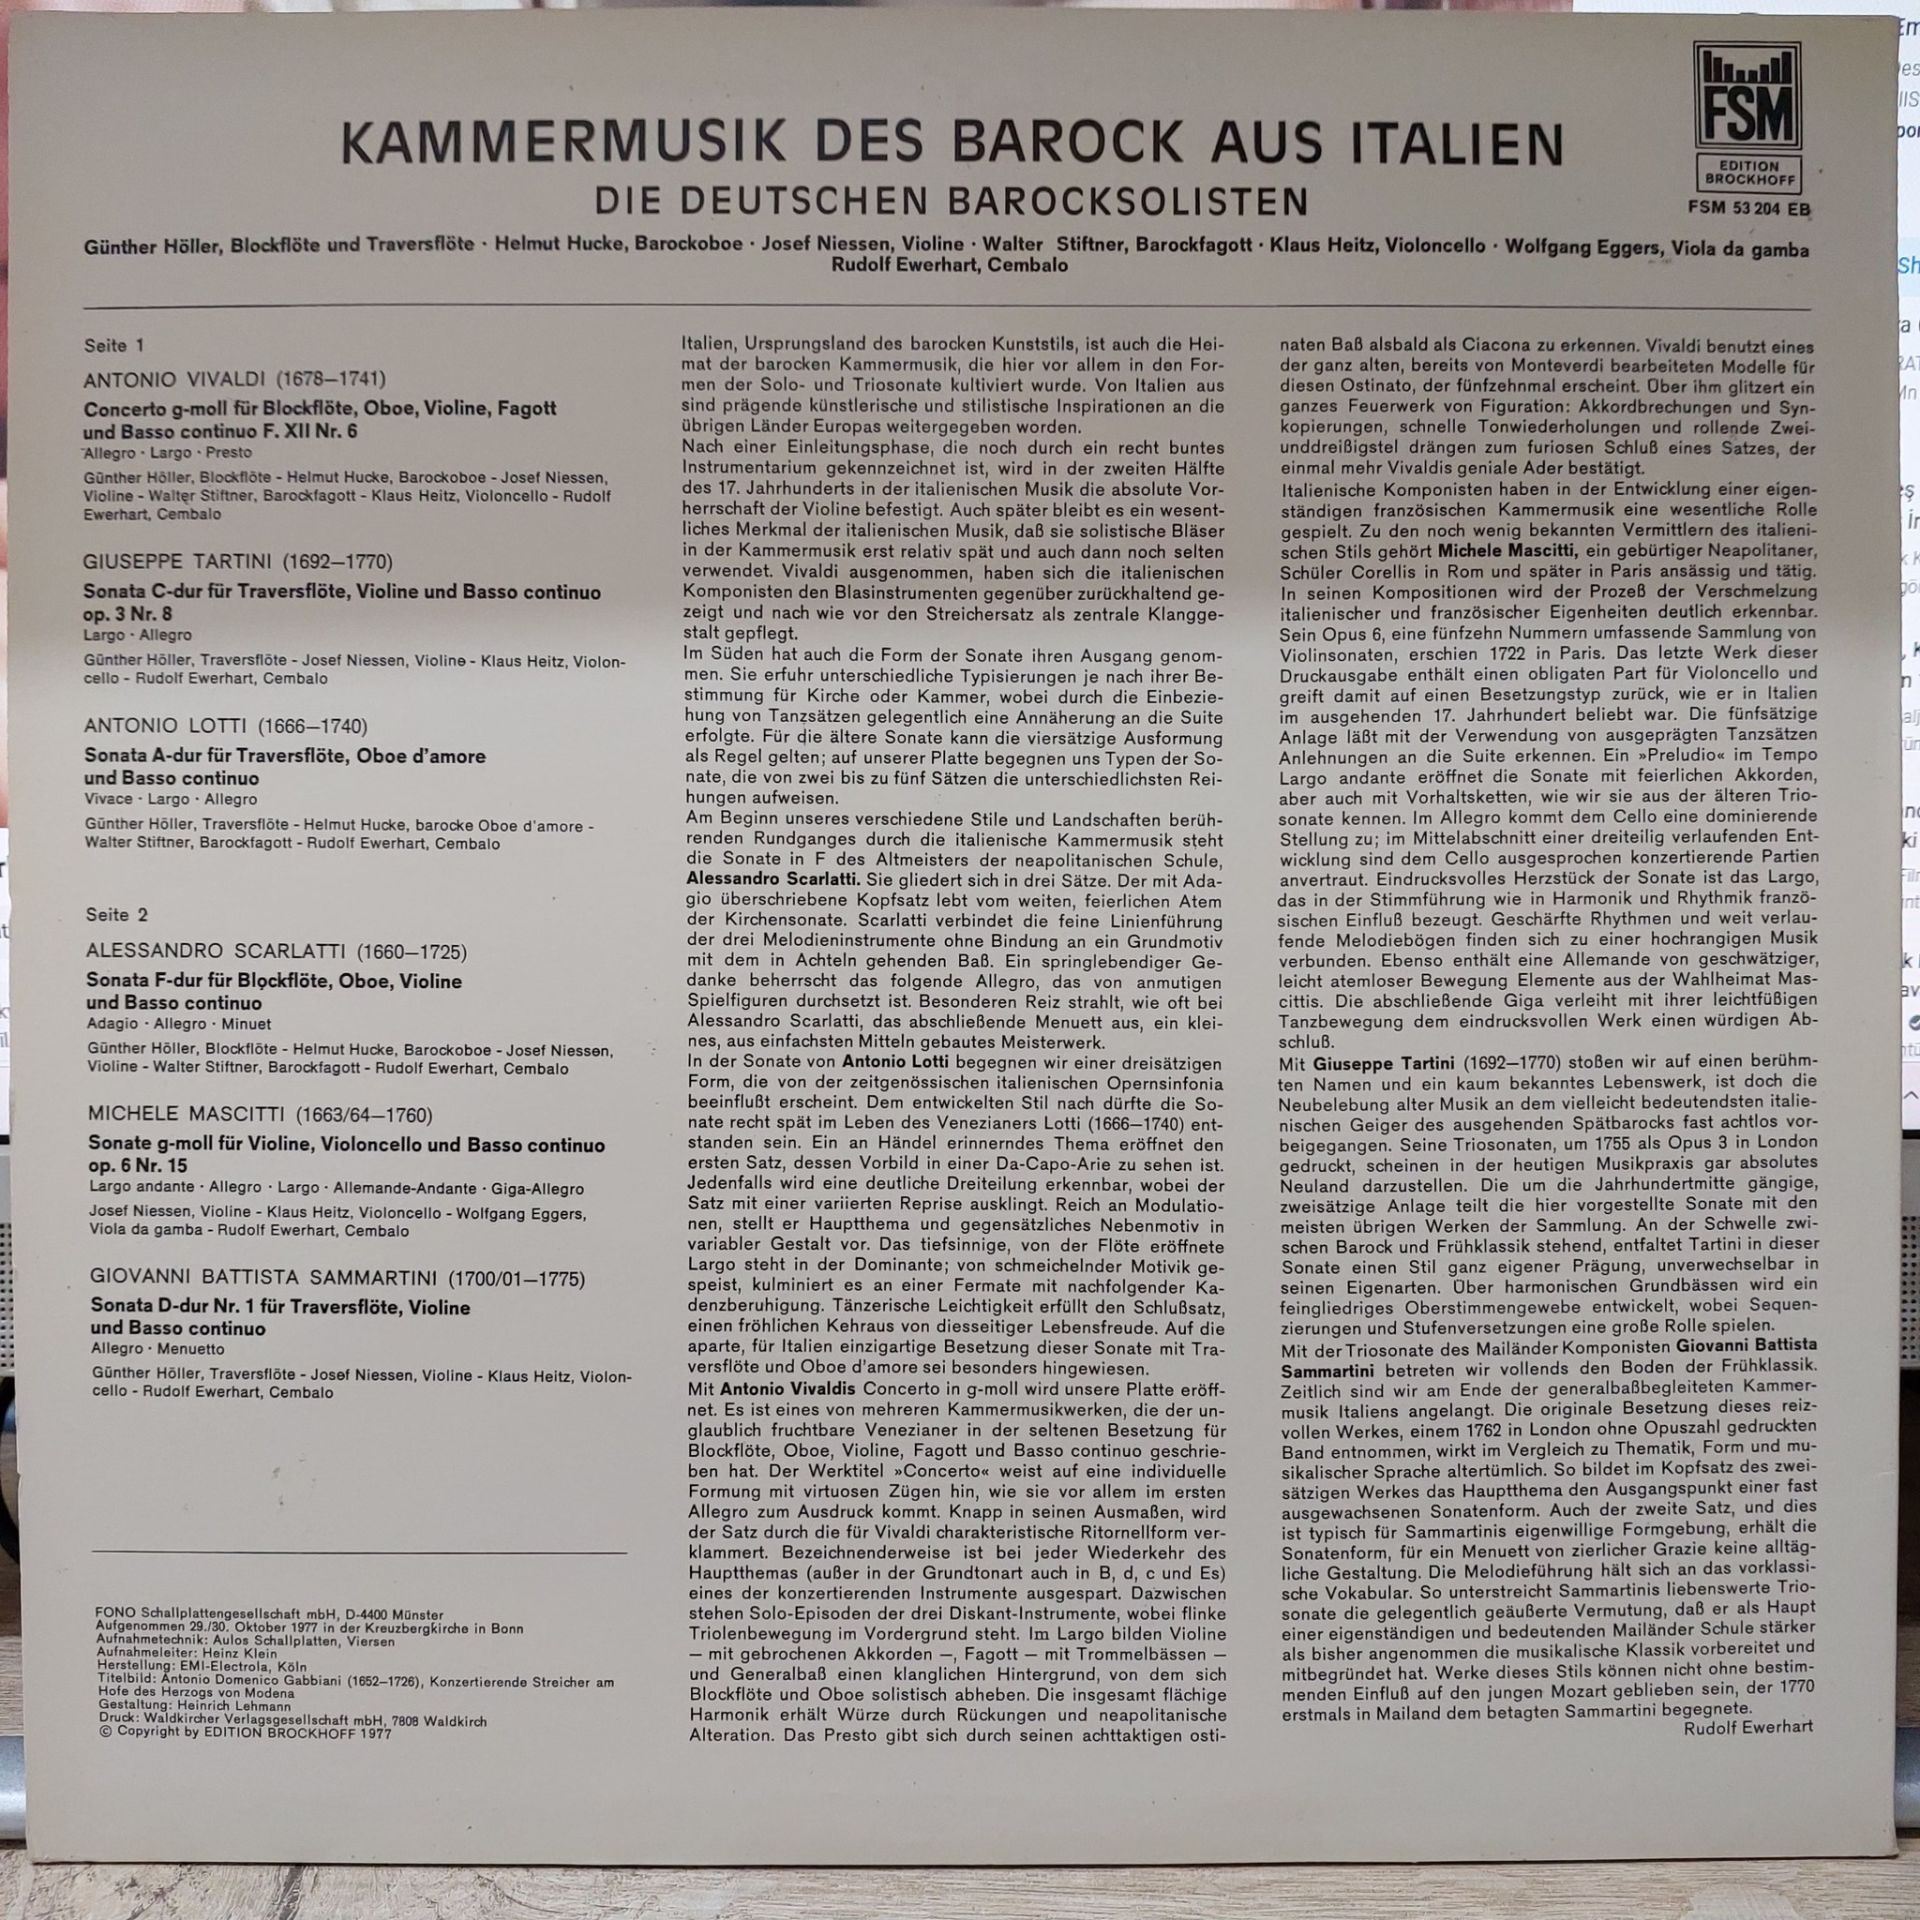 FSM
EDITION
BROCKHOFF
FSM 53 204 EB
KAMMERMUSIK DES BAROCK AUS ITALIEN
DIE DEUTSCHEN BAROCKSOLISTEN
Günther Höller, Blockflöte und Traversflöte · Helmut Hucke, Barockoboe · Josef Niessen, Violine · Walter Stiftner, Barockfagott · Klaus Heitz, Violoncello · Wolfgang Eggers, Viola da gamba
Rudolf Ewerhart, Cembalo
Seite 1
ANTONIO VIVALDI (1678–1741)
Concerto g-moll für Blockflöte, Oboe, Violine, Fagott
und Basso continuo F. XII Nr. 6
Allegro · Largo · Presto
Günther Höller, Blockflöte - Helmut Hucke, Barockoboe - Josef Niessen,
Violine - Walter Stiftner, Barockfagott - Klaus Heitz, Violoncello - Rudolf
Ewerhart, Cembalo
GIUSEPPE TARTINI (1692–1770)
Sonata C-dur für Traversflöte, Violine und Basso continuo
op. 3 Nr. 8
Largo · Allegro
Günther Höller, Traversflöte - Josef Niessen, Violine - Klaus Heitz, Violon-
cello - Rudolf Ewerhart, Cembalo
ANTONIO LOTTI (1666–1740)
Sonata A-dur für Traversflöte, Oboe d'amore
und Basso continuo
Vivace · Largo · Allegro
Günther Höller, Traversflöte - Helmut Hucke, barocke Oboe d'amore -
Walter Stiftner, Barockfagott - Rudolf Ewerhart, Cembalo
Seite 2
ALESSANDRO SCARLATTI (1660–1725)
Sonata F-dur für Blockflöte, Oboe, Violine
und Basso continuo
Adagio · Allegro · Minuet
Günther Höller, Blockflöte - Helmut Hucke, Barockoboe - Josef Niessen,
Violine - Walter Stiftner, Barockfagott - Rudolf Ewerhart, Cembalo
MICHELE MASCITTI (1663/64–1760)
Sonate g-moll für Violine, Violoncello und Basso continuo
op. 6 Nr. 15
Largo andante · Allegro · Largo · Allemande-Andante · Giga-Allegro
Josef Niessen, Violine - Klaus Heitz, Violoncello - Wolfgang Eggers,
Viola da gamba - Rudolf Ewerhart, Cembalo
GIOVANNI BATTISTA SAMMARTINI (1700/01–1775)
Sonata D-dur Nr. 1 für Traversflöte, Violine
und Basso continuo
Allegro · Menuetto
Günther Höller, Traversflöte - Josef Niessen, Violine - Klaus Heitz, Violon-
cello - Rudolf Ewerhart, Cembalo
FONO Schallplattengesellschaft mbH, D-4400 Münster
Aufgenommen 29./30. Oktober 1977 in der Kreuzbergkirche in Bonn
Aufnahmetechnik: Aulos Schallplatten, Viersen
Aufnahmeleiter: Heinz Klein
Herstellung: EMI-Electrola, Köln
Titelbild: Antonio Domenico Gabbiani (1652–1726), Konzertierende Streicher am
Hofe des Herzogs von Modena
Gestaltung: Heinrich Lehmann
Druck: Waldkircher Verlagsgesellschaft mbH, 7808 Waldkirch
© Copyright by EDITION BROCKHOFF 1977
Italien, Ursprungsland des barocken Kunststils, ist auch die Hei-
mat der barocken Kammermusik, die hier vor allem in den For-
men der Solo- und Triosonate kultiviert wurde. Von Italien aus
sind prägende künstlerische und stilistische Inspirationen an die
übrigen Länder Europas weitergegeben worden.
Nach einer Einleitungsphase, die noch durch ein recht buntes
Instrumentarium gekennzeichnet ist, wird in der zweiten Hälfte
des 17. Jahrhunderts in der italienischen Musik die absolute Vor-
herrschaft der Violine befestigt. Auch später bleibt es ein wesent-
liches Merkmal der italienischen Musik, daß sie solistische Bläser
in der Kammermusik erst relativ spät und auch dann noch selten
verwendet. Vivaldi ausgenommen, haben sich die italienischen
Komponisten den Blasinstrumenten gegenüber zurückhaltend ge-
zeigt und nach wie vor den Streichersatz als zentrale Klangge-
stalt gepflegt.
Im Süden hat auch die Form der Sonate ihren Ausgang genom-
men. Sie erfuhr unterschiedliche Typisierungen je nach ihrer Be-
stimmung für Kirche oder Kammer, wobei durch die Einbezie-
hung von Tanzsätzen gelegentlich eine Annäherung an die Suite
erfolgte. Für die ältere Sonate kann die viersätzige Ausformung
als Regel gelten; auf unserer Platte begegnen uns Typen der So-
nate, die von zwei bis zu fünf Sätzen die unterschiedlichsten Rei-
hungen aufweisen.
Am Beginn unseres verschiedene Stile und Landschaften berüh-
renden Rundganges durch die italienische Kammermusik steht
die Sonate in F des Altmeisters der neapolitanischen Schule,
Alessandro Scarlatti. Sie gliedert sich in drei Sätze. Der mit Ada-
gio überschriebene Kopfsatz lebt vom weiten, feierlichen Atem
der Kirchensonate. Scarlatti verbindet die feine Linienführung
der drei Melodieninstrumente ohne Bindung an ein Grundmotiv
mit dem in Achteln gehenden Baß. Ein springlebendiger Ge-
danke beherrscht das folgende Allegro, das von anmutigen
Spielfiguren durchsetzt ist. Besonderen Reiz strahlt, wie oft bei
Alessandro Scarlatti, das abschließende Menuett aus, ein klei-
nes, aus einfachsten Mitteln gebautes Meisterwerk.
In der Sonate von Antonio Lotti begegnen wir einer dreisätzigen
Form, die von der zeitgenössischen italienischen Opernsinfonia
beeinflußt erscheint. Dem entwickelten Stil nach dürfte die So-
nate recht spät im Leben des Venezianers Lotti (1666–1740) ent-
standen sein. Ein an Händel erinnerndes Thema eröffnet den
ersten Satz, dessen Vorbild in einer Da-Capo-Arie zu sehen ist.
Jedenfalls wird eine deutliche Dreiteilung erkennbar, wobei der
Satz mit einer variierten Reprise ausklingt. Reich an Modulatio-
nen, stellt er Hauptthema und gegensätzliches Nebenmotiv in
variabler Gestalt vor. Das tiefsinnige, von der Flöte eröffnete
Largo steht in der Dominante; von schmeichelnder Motivik ge-
speist, kulminiert es an einer Fermate mit nachfolgender Ka-
denzberuhigung. Tänzerische Leichtigkeit erfüllt den Schlußsatz,
einen fröhlichen Kehraus von diesseitiger Lebensfreude. Auf die
aparte, für Italien einzigartige Besetzung dieser Sonate mit Tra-
versflöte und Oboe d'amore sei besonders hingewiesen.
Mit Antonio Vivaldis Concerto in g-moll wird unsere Platte eröff-
net. Es ist eines von mehreren Kammermusikwerken, die der un-
glaublich fruchtbare Venezianer in der seltenen Besetzung für
Blockflöte, Oboe, Violine, Fagott und Basso continuo geschrie-
ben hat. Der Werktitel »Concerto« weist auf eine individuelle
Formung mit virtuosen Zügen hin, wie sie vor allem im ersten
Allegro zum Ausdruck kommt. Knapp in seinen Ausmaßen, wird
der Satz durch die für Vivaldi charakteristische Ritornellform ver-
klammert. Bezeichnenderweise ist bei jeder Wiederkehr des
Hauptthemas (außer in der Grundtonart auch in B, d, c und Es)
eines der konzertierenden Instrumente ausgespart. Dazwischen
stehen Solo-Episoden der drei Diskant-Instrumente, wobei flinke
Triolenbewegung im Vordergrund steht. Im Largo bilden Violine
– mit gebrochenen Akkorden –, Fagott – mit Trommelbässen –
und Generalbaß einen klanglichen Hintergrund, von dem sich
Blockflöte und Oboe solistisch abheben. Die insgesamt flächige
Harmonik erhält Würze durch Rückungen und neapolitanische
Alteration. Das Presto gibt sich durch seinen achttaktigen osti-
naten Baß alsbald als Ciacona zu erkennen. Vivaldi benutzt eines
der ganz alten, bereits von Monteverdi bearbeiteten Modelle für
diesen Ostinato, der fünfzehnmal erscheint. Über ihm glitzert ein
ganzes Feuerwerk von Figuration: Akkordbrechungen und Syn-
kopierungen, schnelle Tonwiederholungen und rollende Zwei-
unddreißigstel drängen zum furiosen Schluß eines Satzes, der
einmal mehr Vivaldis geniale Ader bestätigt.
Italienische Komponisten haben in der Entwicklung einer eigen-
ständigen französischen Kammermusik eine wesentliche Rolle
gespielt. Zu den noch wenig bekannten Vermittlern des italieni-
schen Stils gehört Michele Mascitti, ein gebürtiger Neapolitaner,
Schüler Corellis in Rom und später in Paris ansässig und tätig.
In seinen Kompositionen wird der Prozeß der Verschmelzung
italienischer und französischer Eigenheiten deutlich erkennbar.
Sein Opus 6, eine fünfzehn Nummern umfassende Sammlung von
Violinsonaten, erschien 1722 in Paris. Das letzte Werk dieser
Druckausgabe enthält einen obligaten Part für Violoncello und
greift damit auf einen Besetzungstyp zurück, wie er in Italien
im ausgehenden 17. Jahrhundert beliebt war. Die fünfsätzige
Anlage läßt mit der Verwendung von ausgeprägten Tanzsätzen
Anlehnungen an die Suite erkennen. Ein »Preludio« im Tempo
Largo andante eröffnet die Sonate mit feierlichen Akkorden,
aber auch mit Vorhaltsketten, wie wir sie aus der älteren Trio-
sonate kennen. Im Allegro kommt dem Cello eine dominierende
Stellung zu; im Mittelabschnitt einer dreiteilig verlaufenden Ent-
wicklung sind dem Cello ausgesprochen konzertierende Partien
anvertraut. Eindrucksvolles Herzstück der Sonate ist das Largo,
das in der Stimmführung wie in Harmonik und Rhythmik franzö-
sischen Einfluß bezeugt. Geschärfte Rhythmen und weit verlau-
fende Melodiebögen finden sich zu einer hochrangigen Musik
verbunden. Ebenso enthält eine Allemande von geschwätziger,
leicht atemloser Bewegung Elemente aus der Wahlheimat Mas-
cittis. Die abschließende Giga verleiht mit ihrer leichtfüßigen
Tanzbewegung dem eindrucksvollen Werk einen würdigen Ab-
schluß.
Mit Giuseppe Tartini (1692–1770) stoßen wir auf einen berühm-
ten Namen und ein kaum bekanntes Lebenswerk, ist doch die
Neubelebung alter Musik an dem vielleicht bedeutendsten italie-
nischen Geiger des ausgehenden Spätbarocks fast achtlos vor-
beigegangen. Seine Triosonaten, um 1755 als Opus 3 in London
gedruckt, scheinen in der heutigen Musikpraxis gar absolutes
Neuland darzustellen. Die um die Jahrhundertmitte gängige,
zweisätzige Anlage teilt die hier vorgestellte Sonate mit den
meisten übrigen Werken der Sammlung. An der Schwelle zwi-
schen Barock und Frühklassik stehend, entfaltet Tartini in dieser
Sonate einen Stil ganz eigener Prägung, unverwechselbar in
seinen Eigenarten. Über harmonischen Grundbässen wird ein
feingliedriges Oberstimmengewebe entwickelt, wobei Sequen-
zierungen und Stufenversetzungen eine große Rolle spielen.
Mit der Triosonate des Mailänder Komponisten Giovanni Battista
Sammartini betreten wir vollends den Boden der Frühklassik.
Zeitlich sind wir am Ende der generalbaßbegleiteten Kammer-
musik Italiens angelangt. Die originale Besetzung dieses reiz-
vollen Werkes, einem 1762 in London ohne Opuszahl gedruckten
Band entnommen, wirkt im Vergleich zu Thematik, Form und mu-
sikalischer Sprache altertümlich. So bildet im Kopfsatz des zwei-
sätzigen Werkes das Hauptthema den Ausgangspunkt einer fast
ausgewachsenen Sonatenform. Auch der zweite Satz, und dies
ist typisch für Sammartinis eigenwillige Formgebung, erhält die
Sonatenform, für ein Menuett von zierlicher Grazie keine alltäg-
liche Gestaltung. Die Melodieführung hält sich an das vorklassi-
sche Vokabular. So unterstreicht Sammartinis liebenswerte Trio-
sonate die gelegentlich geäußerte Vermutung, daß er als Haupt
einer eigenständigen und bedeutenden Mailänder Schule stärker
als bisher angenommen die musikalische Klassik vorbereitet und
mitbegründet hat. Werke dieses Stils können nicht ohne bestim-
menden Einfluß auf den jungen Mozart geblieben sein, der 1770
erstmals in Mailand dem betagten Sammartini begegnete.
Rudolf Ewerhart